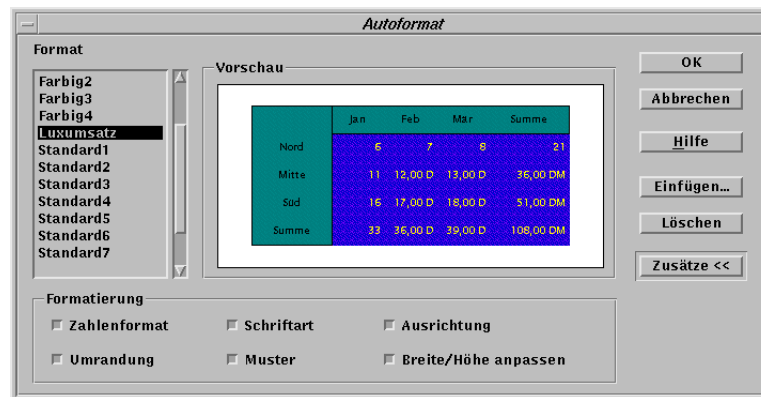 Autoformat
Format
Farbig2
Farbig3
Farbig4
Luxumsatz
Standard1
Standard2
Standard3
Standard4
Standard5
Standard6
Standard7
Vorschau
Jan Feb Mär Summe
Nord 6 7 8 21
Mitte 11 12,00 D 13,00 D 36,00 DM
Süd 16 17,00 D 18,00 D 51,00 DM
Summe 33 36,00 D 39,00 D 108,00 DM
OK
Abbrechen
Hilfe
Einfügen...
Löschen
Zusätze <<
Formatierung
Zahlenformat Schriftart Ausrichtung
Umrandung Muster Breite/Höhe anpassen